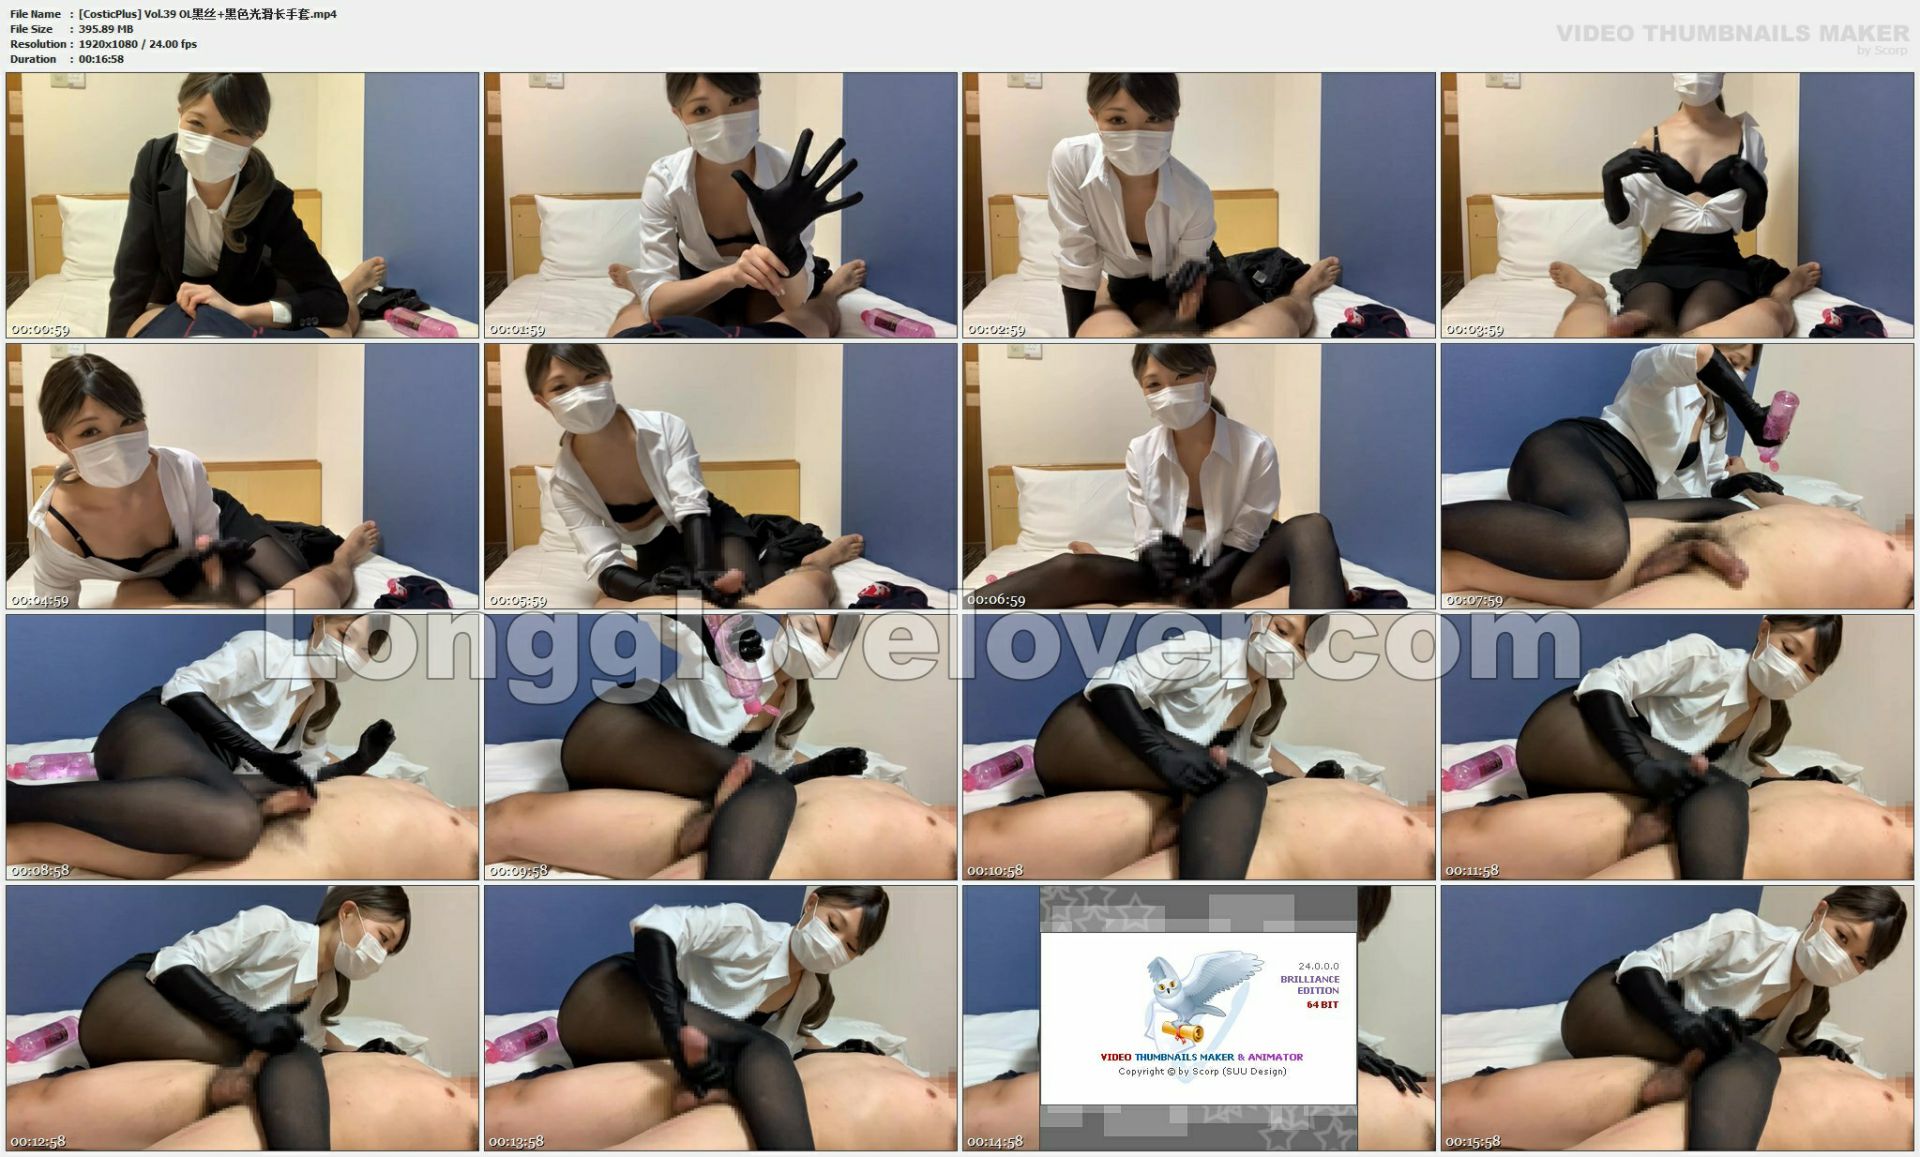 File Name : [CosticPlus] Vol.39 OL黑丝+黑色光滑长手套.mp4
File Size : 395.89 MB
Resolution : 1920x1080 / 24.00 fps
Duration : 00:16:58
VIDEO THUMBNAILS MAKER
by Scorp
00:00:59
00:01:59
00:02:59
00:03:59
00:04:59
00:05:59
00:06:59
00:07:59
Longglovelover.com
00:08:58
00:09:58
00:10:58
00:11:58
24.0.0.0
BRILLIANCE
EDITION
64 BIT
VIDEO THUMBNAILS MAKER & ANIMATOR
Copyright © by Scorp (SUU Design)
00:12:58
00:13:58
00:14:58
00:15:58